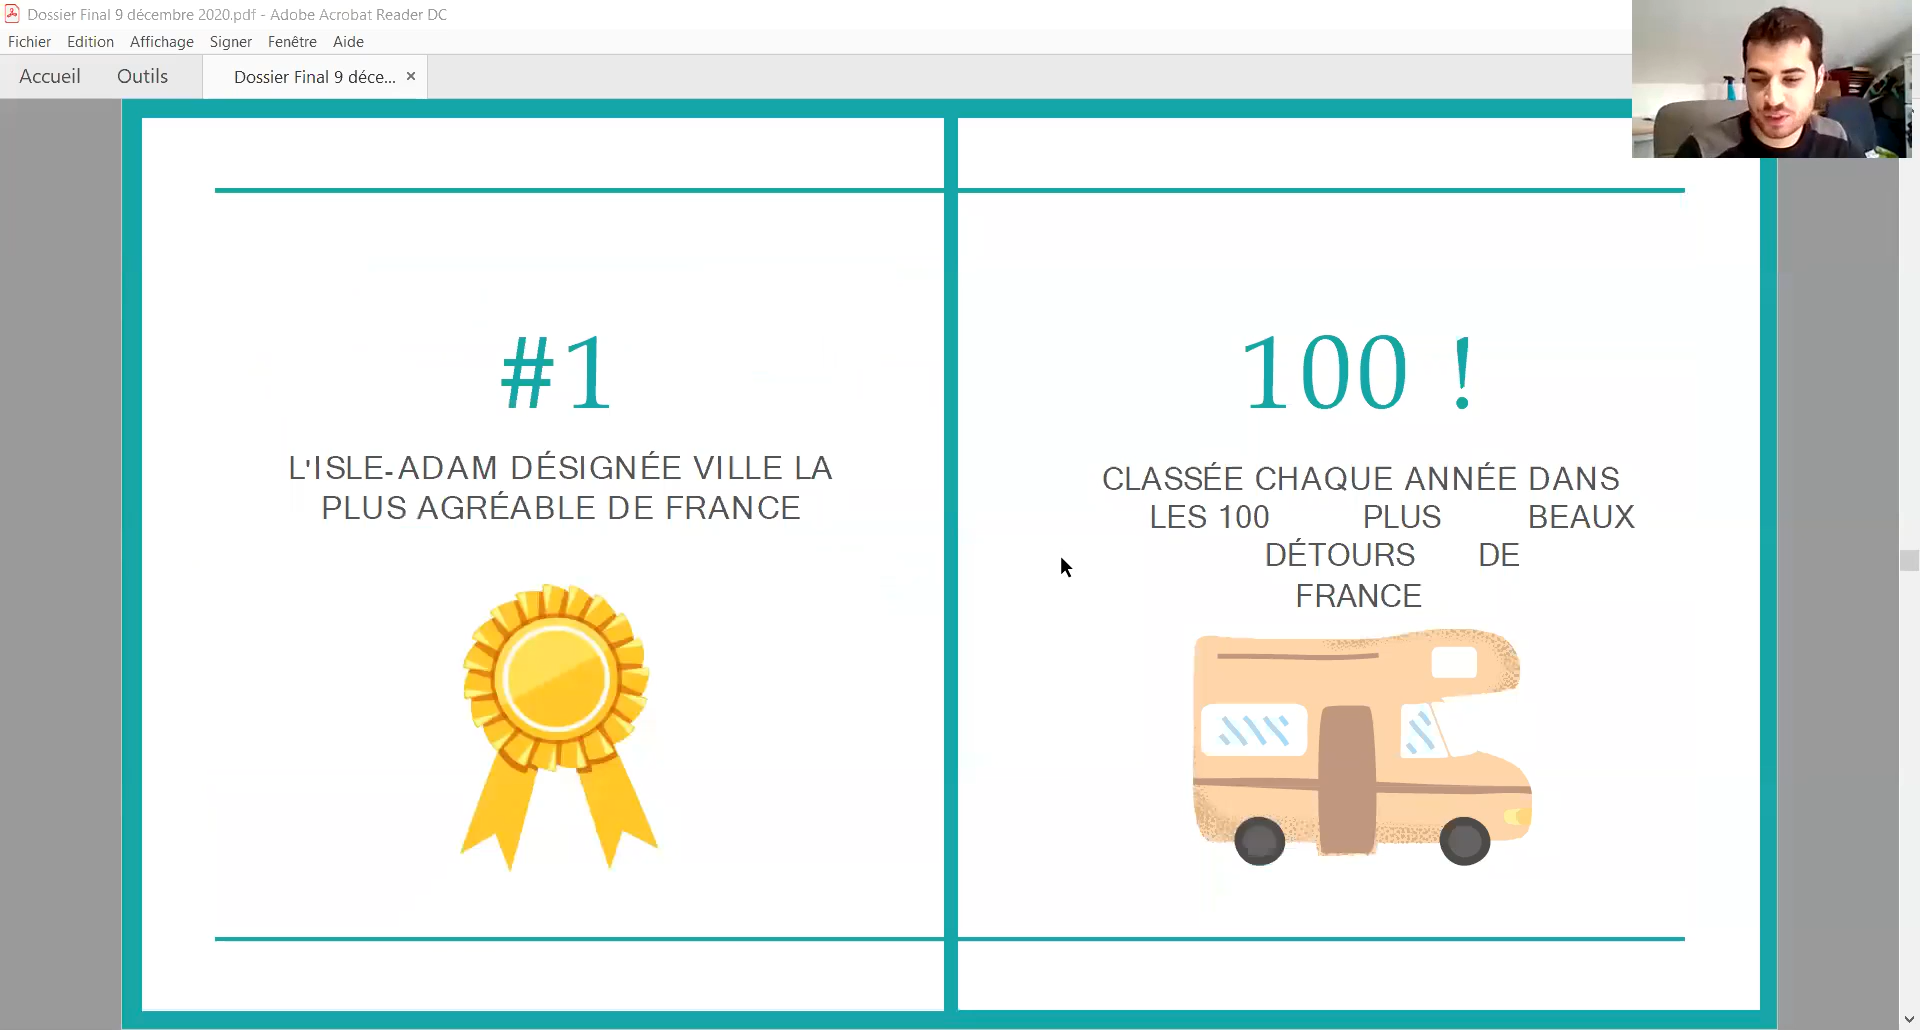 Dossier Final 9 décembre 2020.pdf - Adobe Acrobat Reader DC
Fichier Edition Affichage Signer Fenêtre Aide
Accueil Outils Dossier Final 9 déce... ×
#1
L'ISLE-ADAM DÉSIGNÉE VILLE LA
PLUS AGRÉABLE DE FRANCE
100 !
CLASSÉE CHAQUE ANNÉE DANS
LES 100 PLUS BEAUX
DÉTOURS DE
FRANCE